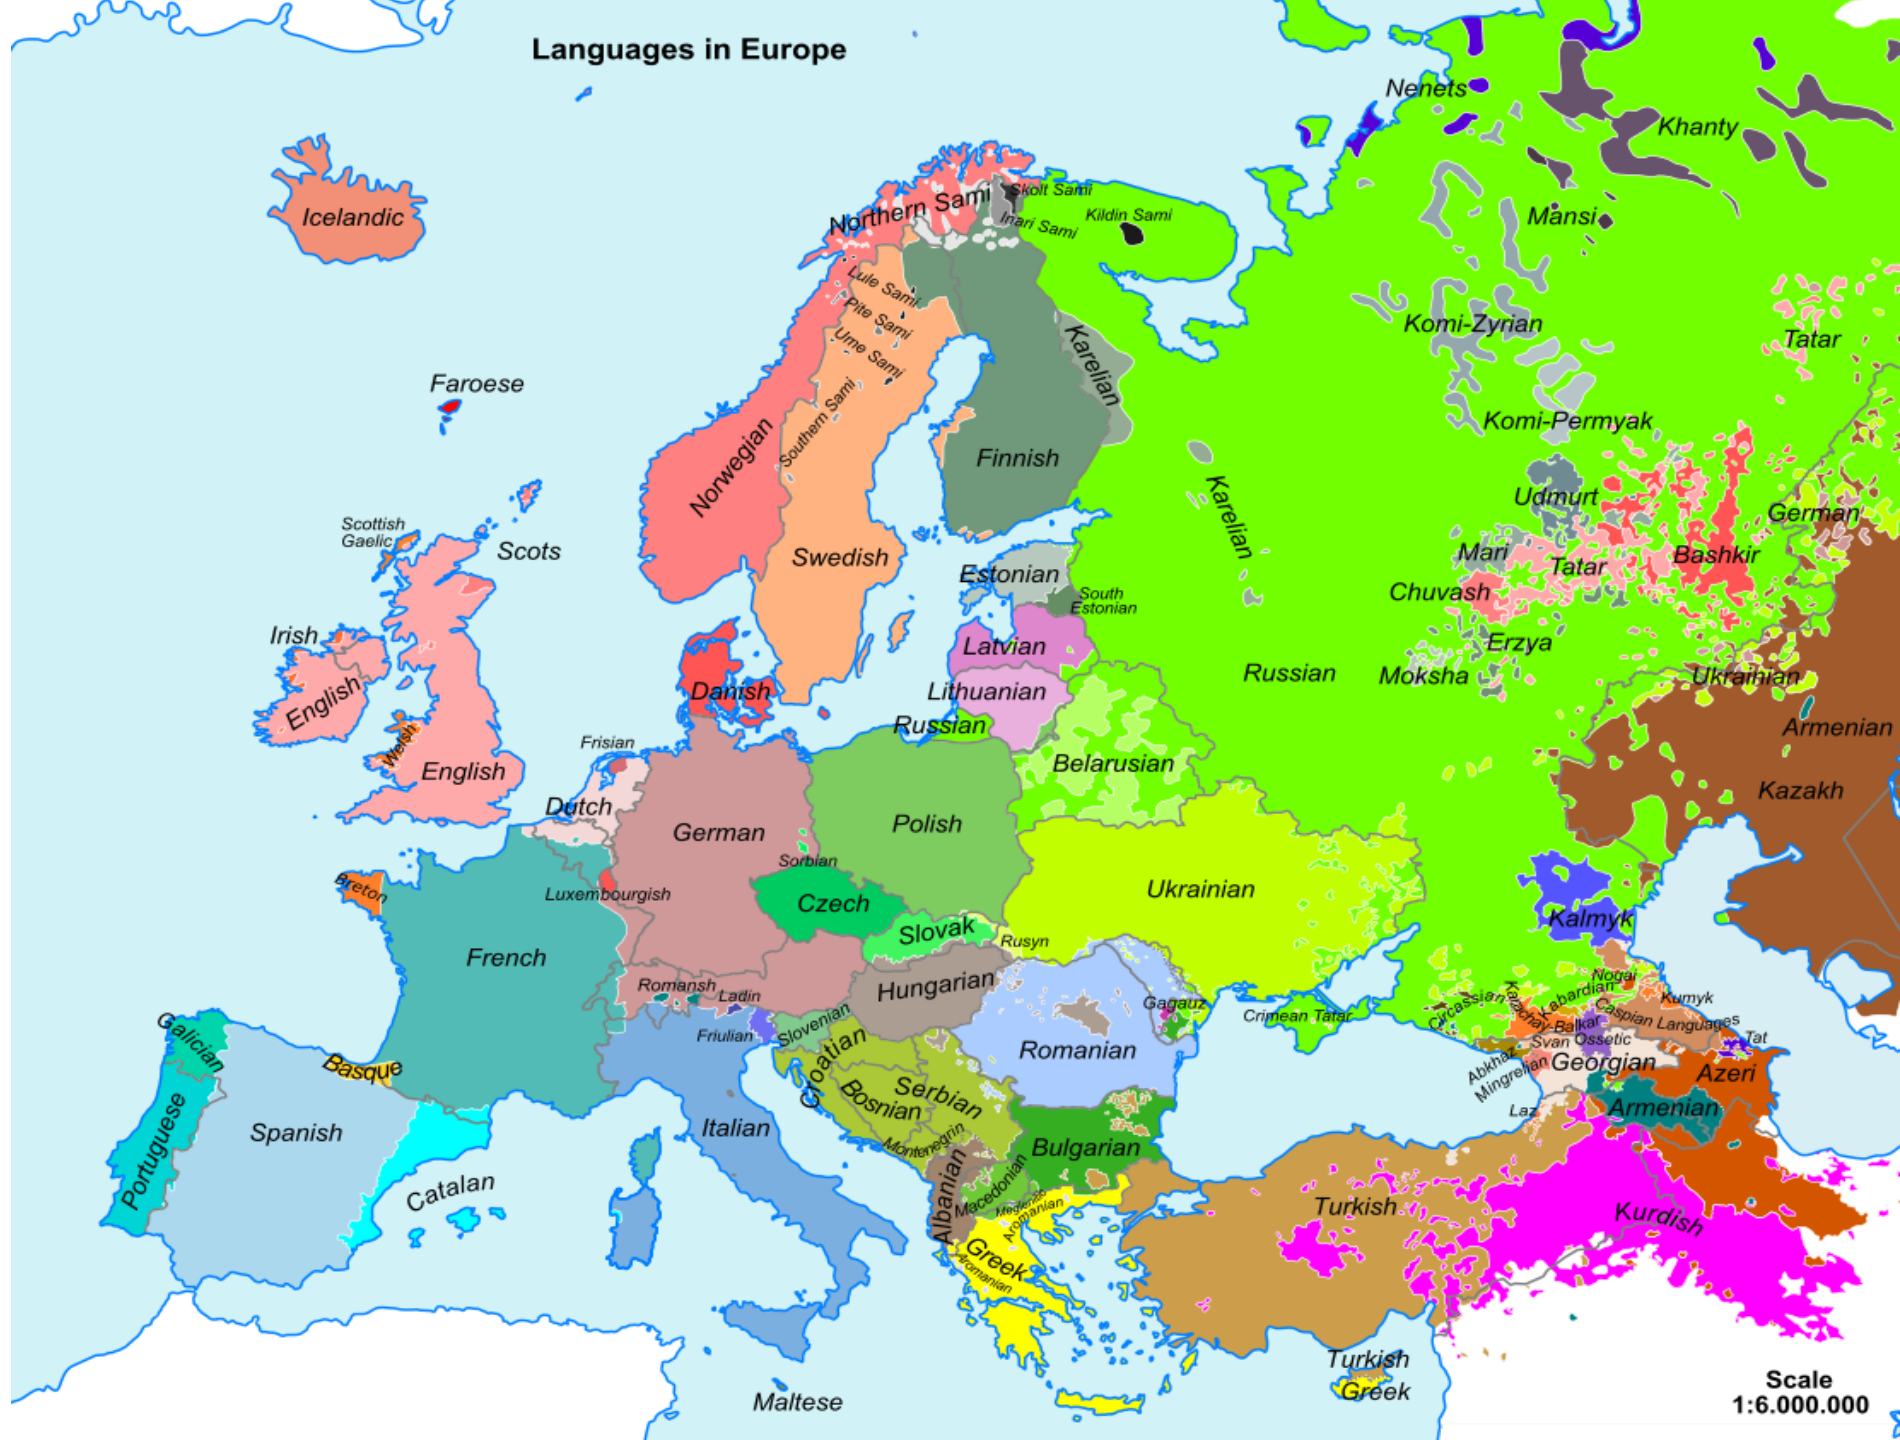 Languages in Europe
Nenets
Khanty
Icelandic
Northern Sami
Skolt Sami
Inari Sami
Kildin Sami
Mansi
Lule Sami
Pite Sami
Ume Sami
Southern Sami
Karelian
Komi-Zyrian
Tatar
Faroese
Norwegian
Finnish
Komi-Permyak
Karelian
Udmurt
German
Scottish
Gaelic
Scots
Swedish
Estonian
South
Estonian
Mari
Tatar
Bashkir
Chuvash
Irish
English
Latvian
Erzya
Moksha
Russian
Ukrainian
Danish
Lithuanian
Russian
Armenian
Welsh
English
Frisian
Belarusian
Kazakh
Dutch
German
Polish
Sorbian
Luxembourgish
Czech
Ukrainian
Breton
Slovak
Rusyn
Kalmyk
French
Hungarian
Romansh
Ladin
Friulian
Slovenian
Gagauz
Crimean Tatar
Circassian
Karachay-Balkar
Kabardian
Nogai
Kumyk
Caspian Languages
Tat
Galician
Basque
Croatian
Romanian
Abkhaz
Svan
Ossetic
Mingrelian
Georgian
Azeri
Portuguese
Spanish
Italian
Bosnian
Serbian
Montenegrin
Bulgarian
Laz
Armenian
Catalan
Albanian
Macedonian
Meglenitic
Aromanian
Turkish
Kurdish
Greek
Aromanian
Turkish
Greek
Maltese
Scale
1:6.000.000